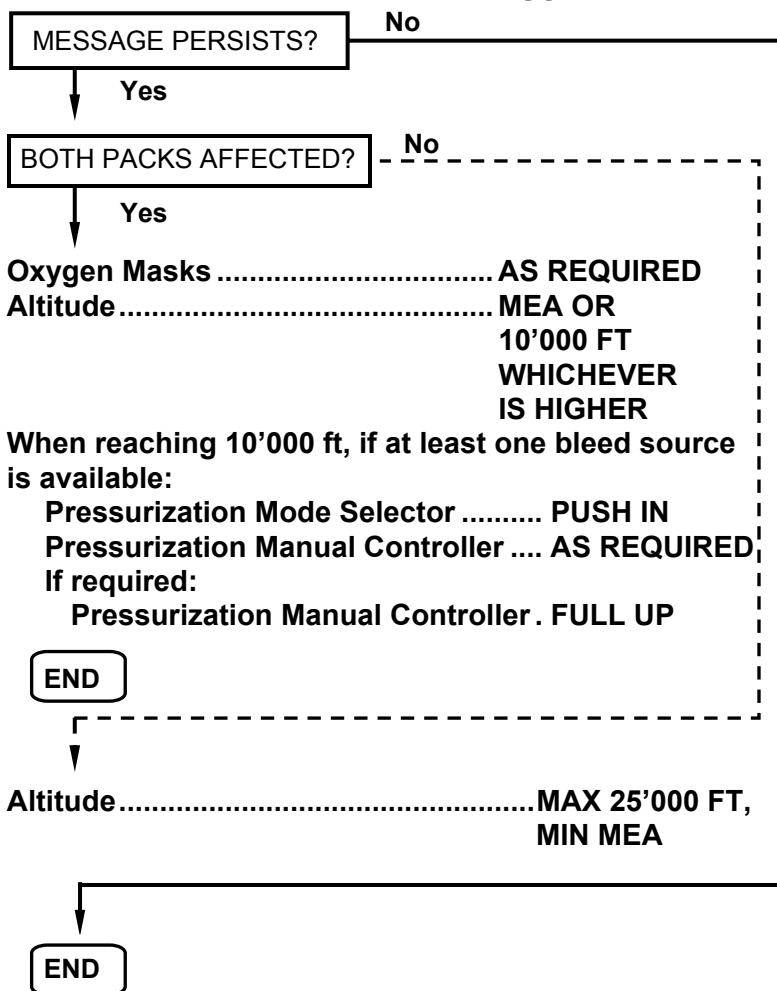 No
MESSAGE PERSISTS?
Yes
BOTH PACKS AFFECTED?
No
Yes
Oxygen Masks .................................. AS REQUIRED
Altitude.............................................. MEA OR
10’000 FT
WHICHEVER
IS HIGHER
When reaching 10’000 ft, if at least one bleed source
is available:
Pressurization Mode Selector .......... PUSH IN
Pressurization Manual Controller .... AS REQUIRED
If required:
Pressurization Manual Controller . FULL UP
END
Altitude...................................................MAX 25’000 FT,
MIN MEA
END